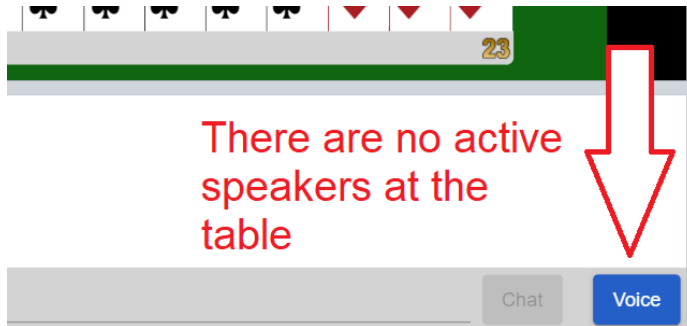 23
There are no active
speakers at the
table
Chat
Voice